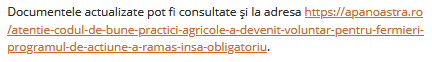 Documentele actualizate pot fi consultate și la adresa https://apanoastra.ro
/atentie-codul-de-bune-practici-agricole-a-devenit-voluntar-pentru-fermieri-
programul-de-actiune-a-ramas-insa-obligatoriu.